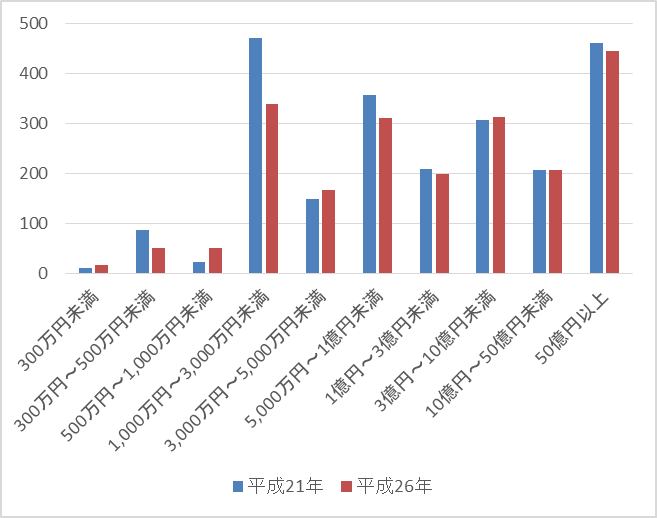 500
400
300
200
100
0
300万円未満
300万円～500万円未満
500万円～1,000万円未満
1,000万円～3,000万円未満
3,000万円～5,000万円未満
5,000万円～1億円未満
1億円～3億円未満
3億円～10億円未満
10億円～50億円未満
50億円以上
平成21年 平成26年